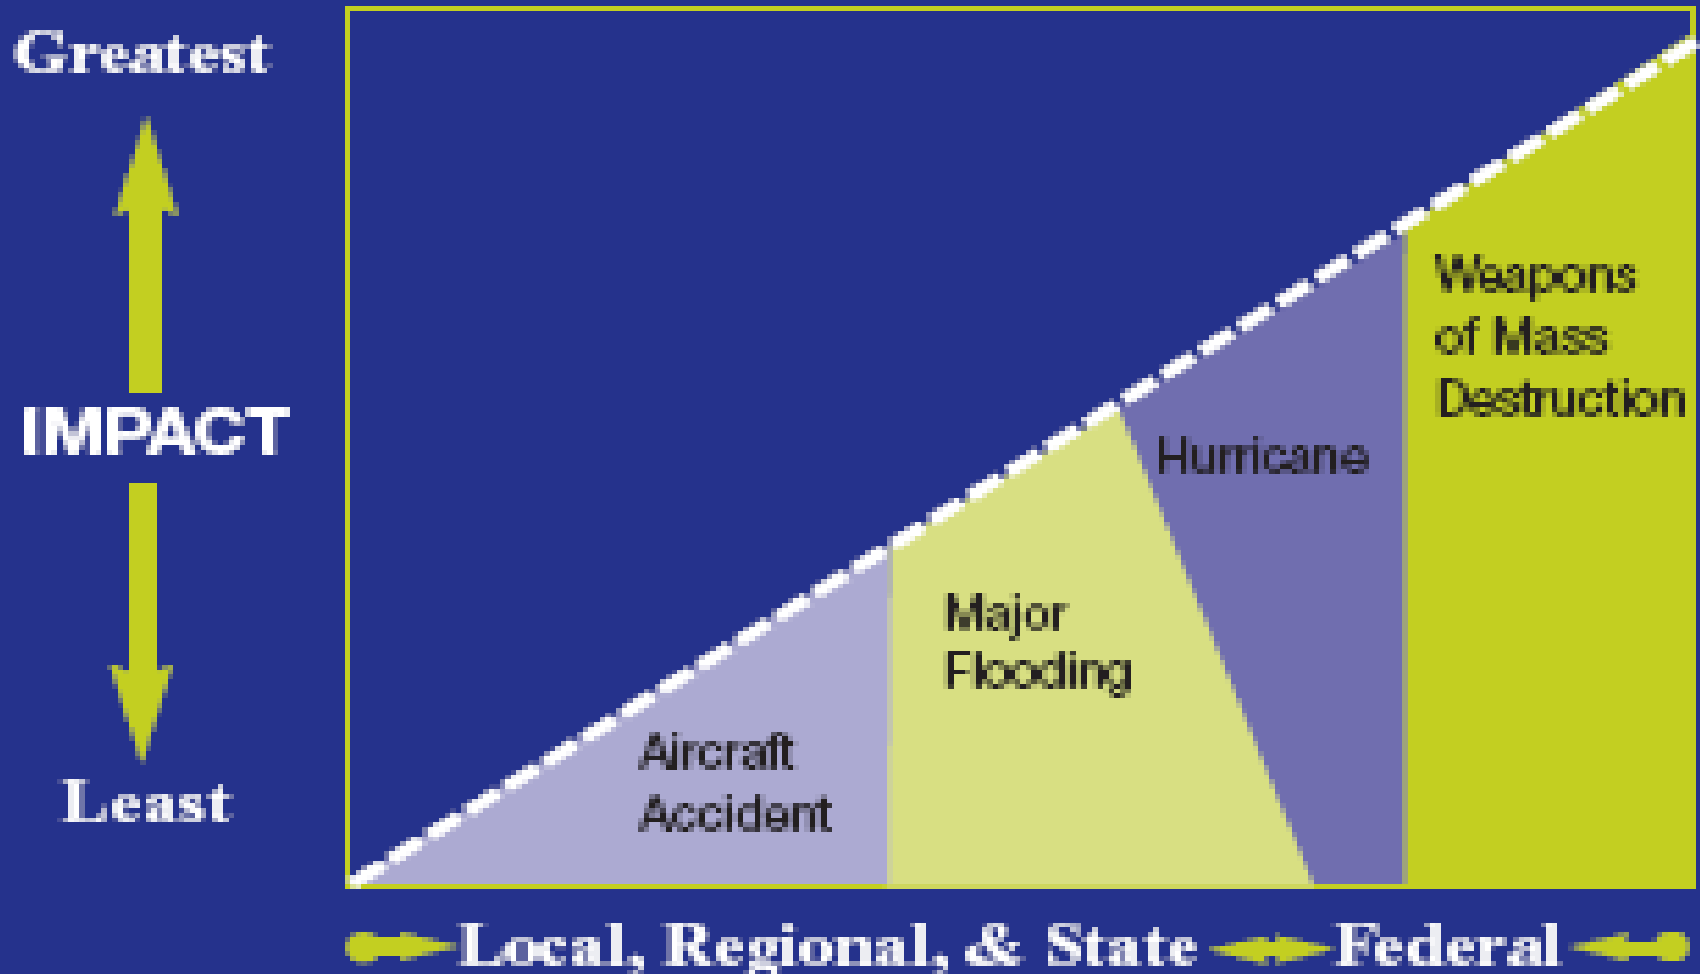 Greatest
IMPACT
Least
Weapons
of Mass
Destruction
Hurricane
Major
Flooding
Aircraft
Accident
Local, Regional, & State Federal